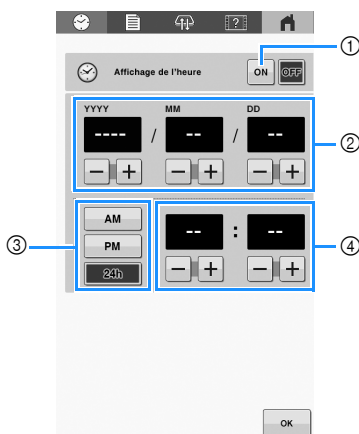 ①
Affichage de l'heure ON OFF
YYYY MM DD
---- / -- / --
②
− + − + − +
③
AM
PM
24h
-- : --
④
− + − +
OK